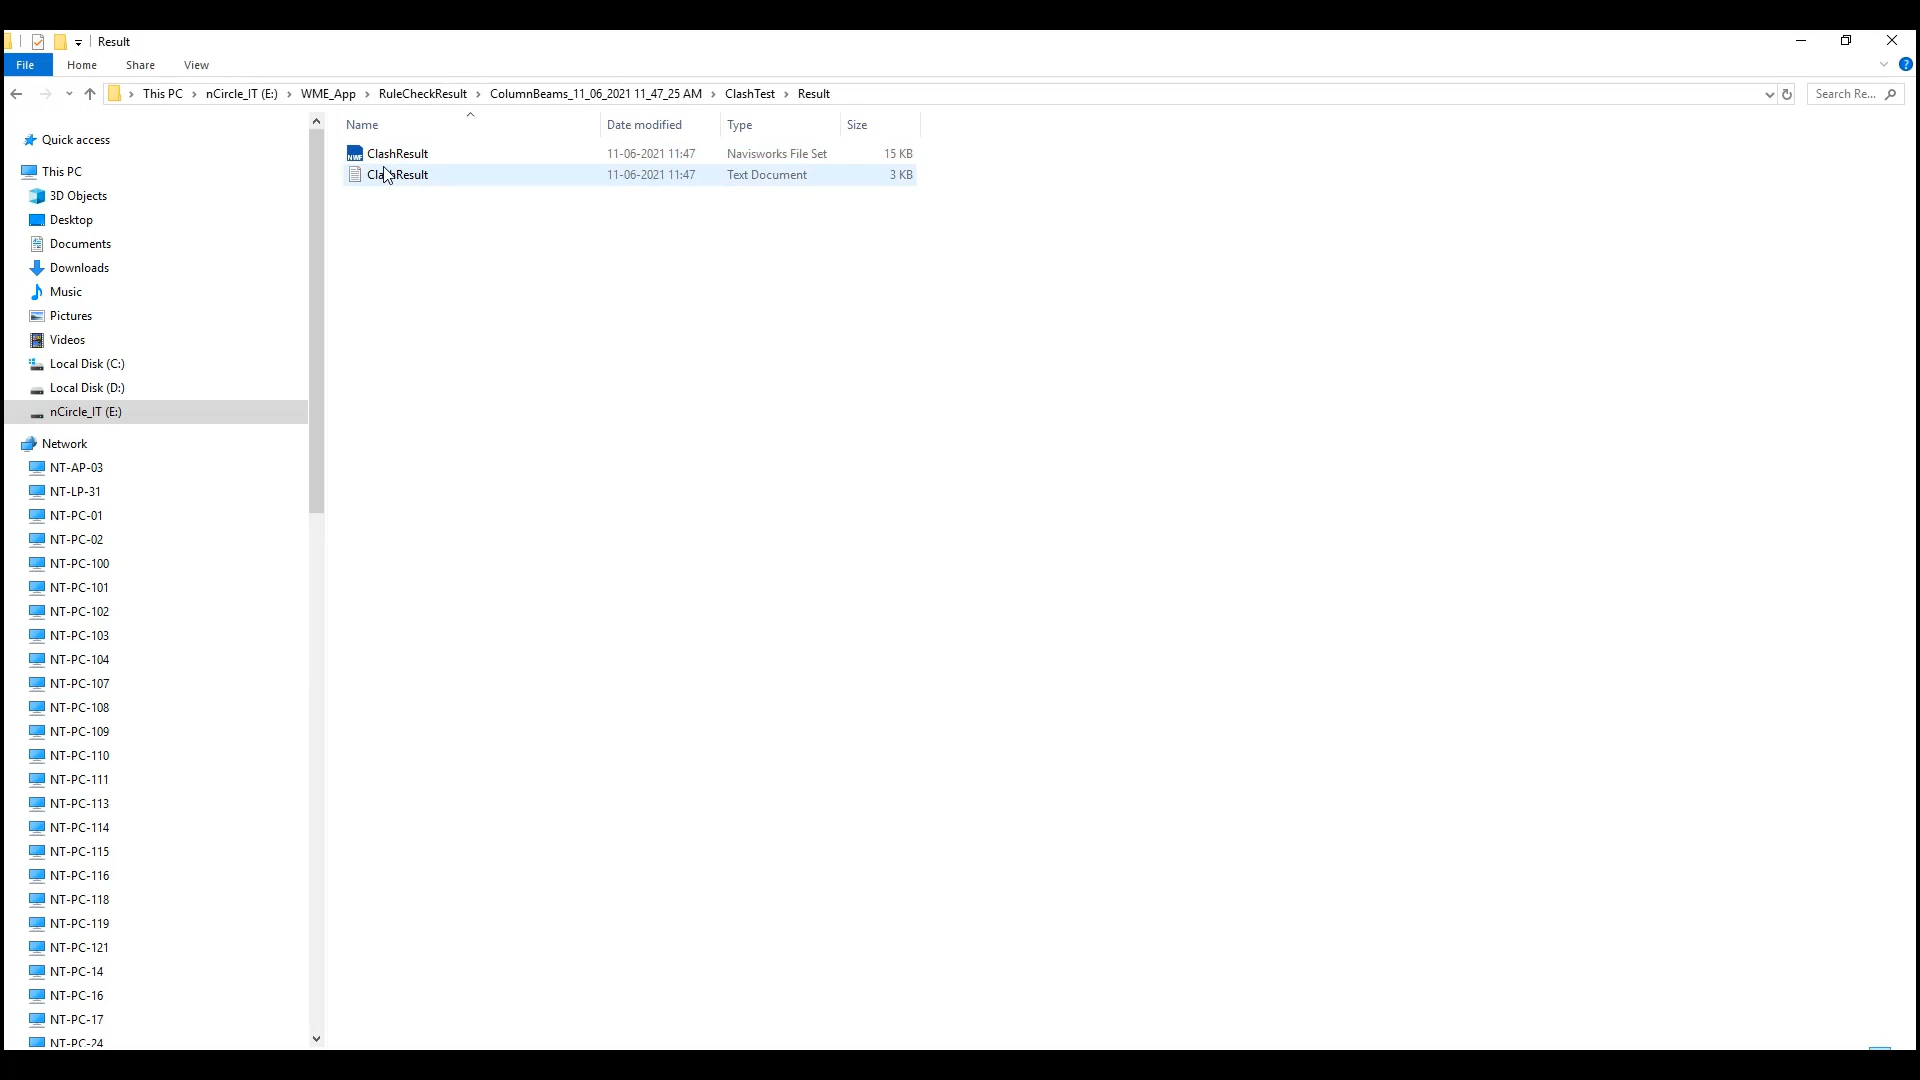 Result
File Home Share View
This PC nCircle_IT (E:) WME_App RuleCheckResult ColumnBeams_11_06_2021 11_47_25 AM ClashTest Result
Search Re...
Name Date modified Type Size
ClashResult 11-06-2021 11:47 Navisworks File Set 15 KB
ClashResult 11-06-2021 11:47 Text Document 3 KB
Quick access
This PC
3D Objects
Desktop
Documents
Downloads
Music
Pictures
Videos
Local Disk (C:)
Local Disk (D:)
nCircle_IT (E:)
Network
NT-AP-03
NT-LP-31
NT-PC-01
NT-PC-02
NT-PC-100
NT-PC-101
NT-PC-102
NT-PC-103
NT-PC-104
NT-PC-107
NT-PC-108
NT-PC-109
NT-PC-110
NT-PC-111
NT-PC-113
NT-PC-114
NT-PC-115
NT-PC-116
NT-PC-118
NT-PC-119
NT-PC-121
NT-PC-14
NT-PC-16
NT-PC-17
NT-PC-24